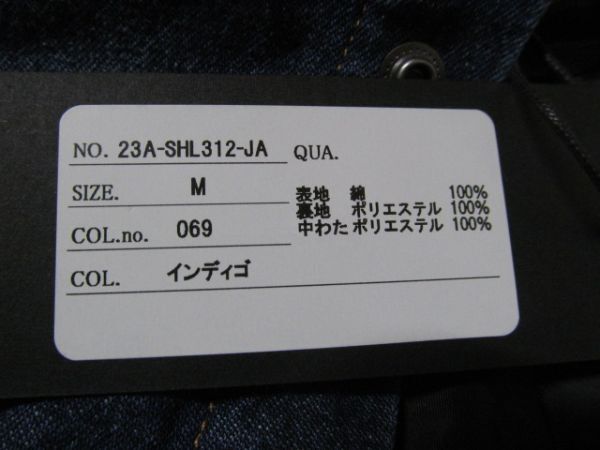 NO. 23A-SHL312-JA
SIZE. M
COL.no. 069
COL. インディゴ
QUA.
表地 綿 100%
裏地 ポリエステル 100%
中わた ポリエステル 100%